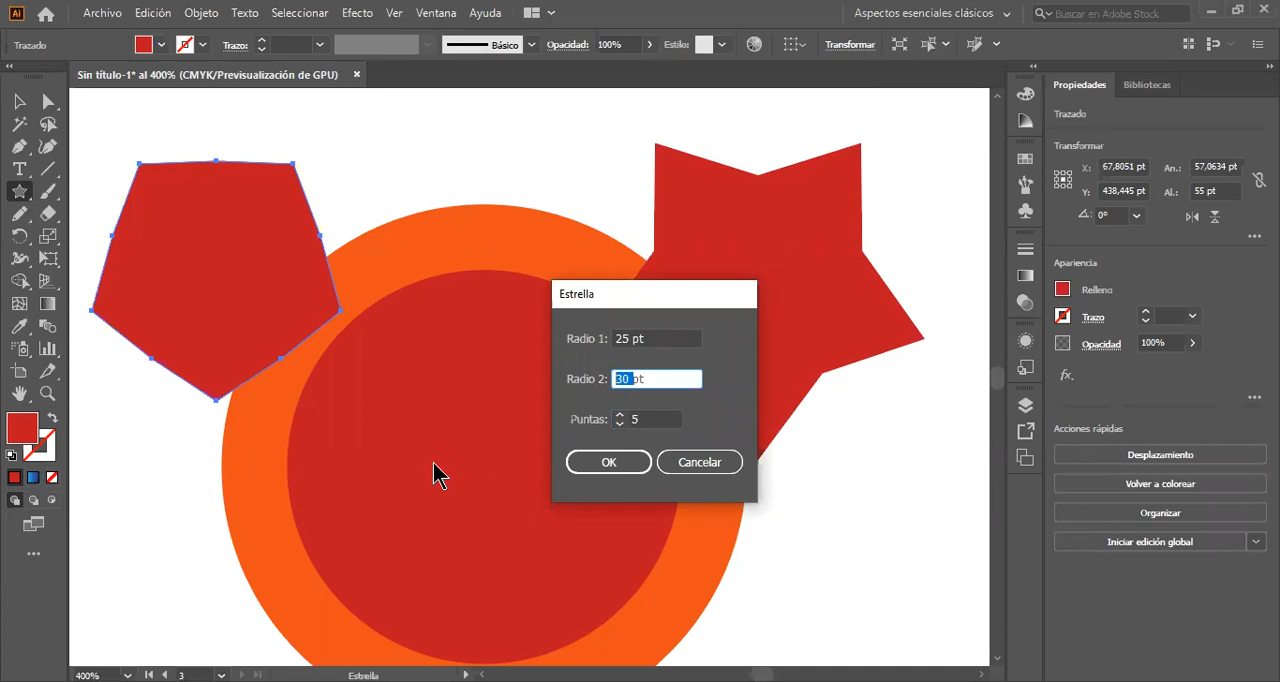 Ai Archivo Edición Objeto Texto Seleccionar Efecto Ver Ventana Ayuda Aspectos esenciales clásicos Buscar en Adobe Stock
Trazado Trazo: Básico Opacidad: 100% Estilo: Transformar
Sin título-1* al 400% (CMYK/Previsualización de GPU) ×
Propiedades Bibliotecas
Trazado
Transformar
X: 67,8051 pt An.: 57,0634 pt
Y: 438,445 pt Al.: 55 pt
0°
Apariencia
Relleno
Trazo
Opacidad 100%
fx.
Acciones rápidas
Desplazamiento
Volver a colorear
Organizar
Iniciar edición global
Estrella
Radio 1: 25 pt
Radio 2: 30 pt
Puntas: 5
OK Cancelar
400% 3 Estrella